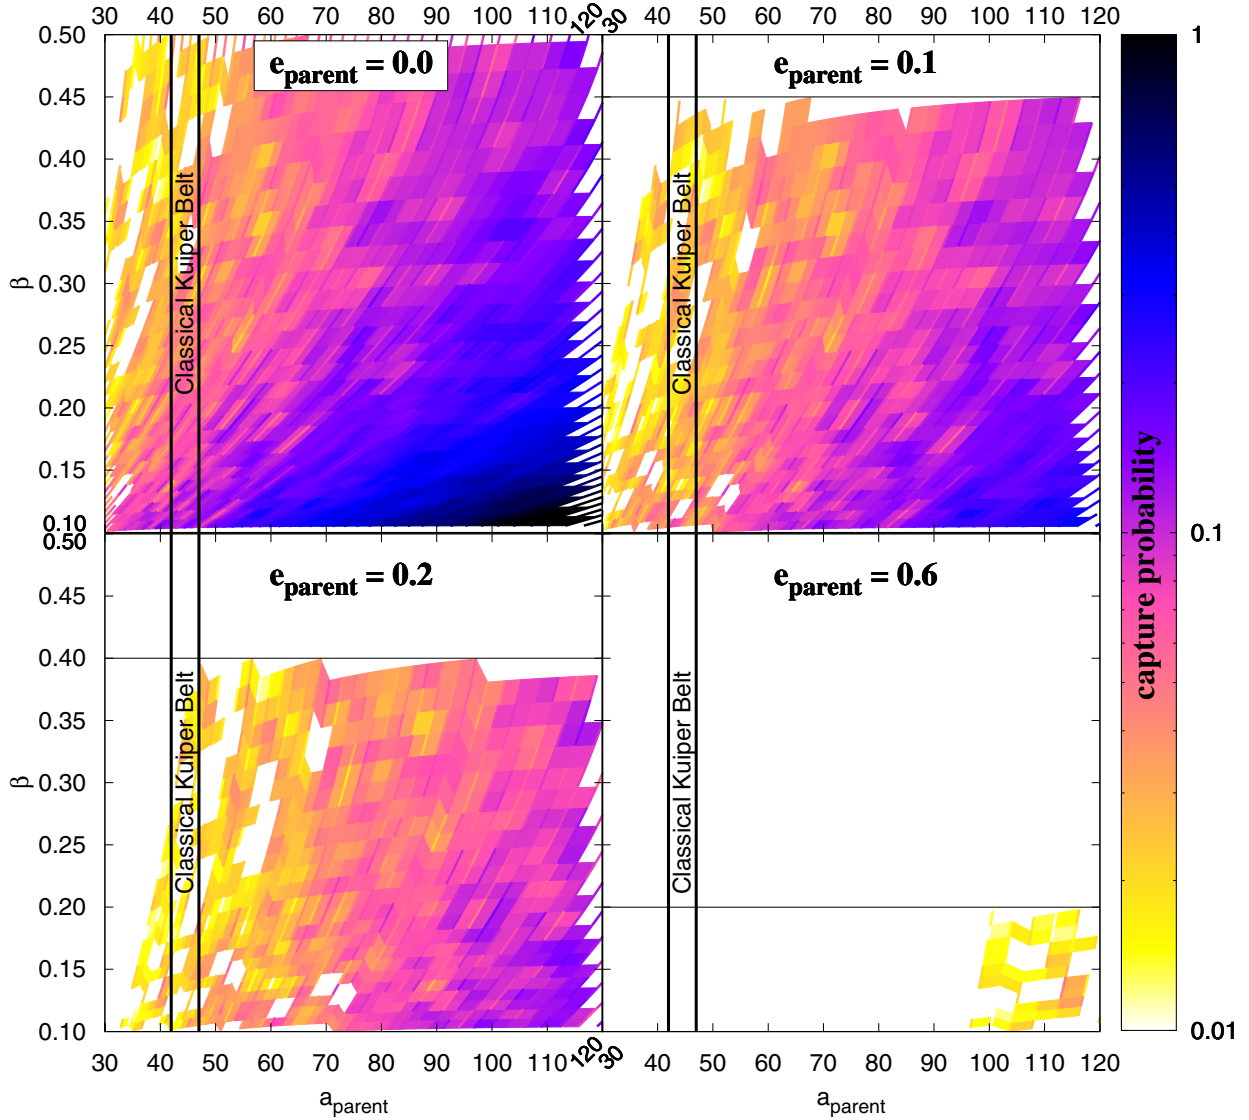 30 40 50 60 70 80 90 100 110 120 30 40 50 60 70 80 90 100 110 120
0.50
0.45
0.40
0.35
0.30
0.25
0.20
0.15
0.10
β
e_parent = 0.0
Classical Kuiper Belt
e_parent = 0.1
Classical Kuiper Belt
0.50
0.45
0.40
0.35
0.30
0.25
0.20
0.15
0.10
β
e_parent = 0.2
Classical Kuiper Belt
e_parent = 0.6
Classical Kuiper Belt
30 40 50 60 70 80 90 100 110 120 30 40 50 60 70 80 90 100 110 120
a_parent
a_parent
1
0.1
0.01
capture probability